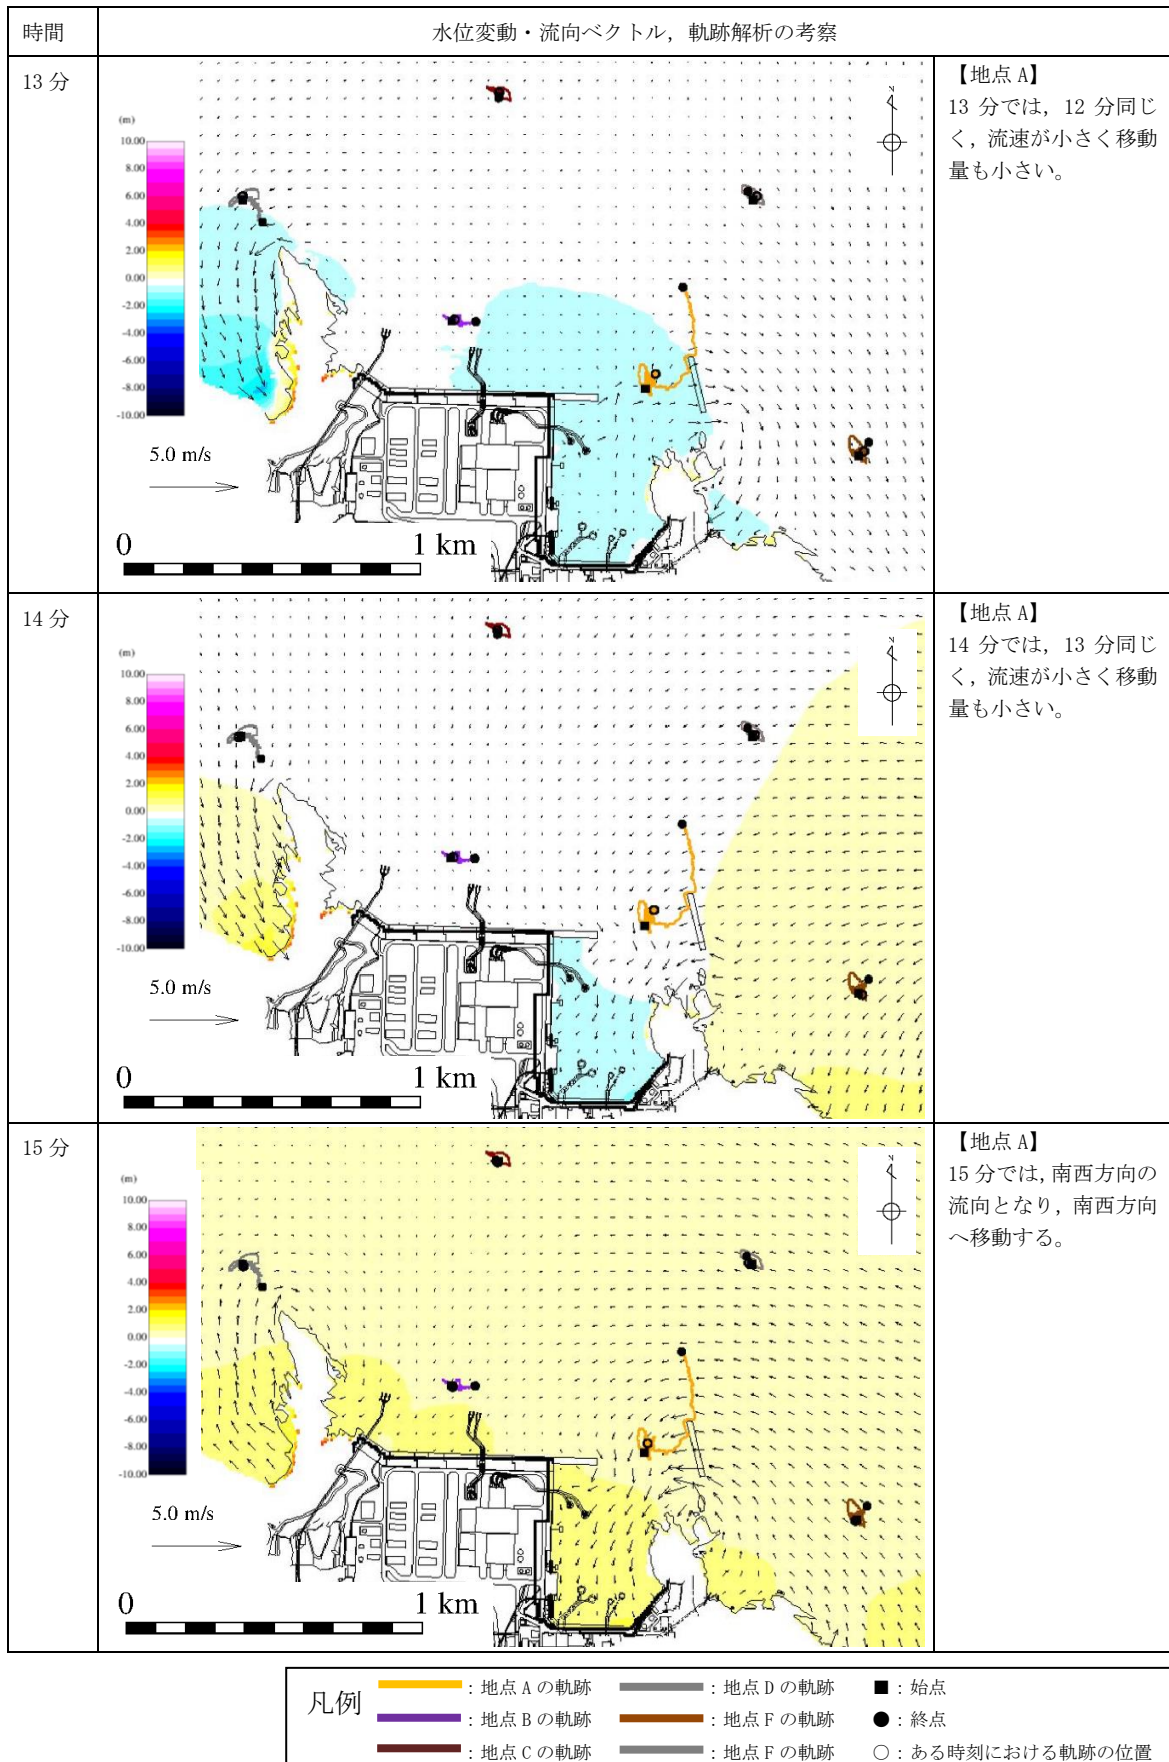 時間
水位変動・流向ベクトル，軌跡解析の考察
13 分
(m)
10.00
8.00
6.00
4.00
2.00
0.00
-2.00
-4.00
-6.00
-8.00
-10.00
5.0 m/s
0
1 km
N
【地点 A】
13 分では，12 分同じ
く，流速が小さく移動
量も小さい。
14 分
(m)
10.00
8.00
6.00
4.00
2.00
0.00
-2.00
-4.00
-6.00
-8.00
-10.00
5.0 m/s
0
1 km
N
【地点 A】
14 分では，13 分同じ
く，流速が小さく移動
量も小さい。
15 分
(m)
10.00
8.00
6.00
4.00
2.00
0.00
-2.00
-4.00
-6.00
-8.00
-10.00
5.0 m/s
0
1 km
N
【地点 A】
15 分では，南西方向の
流向となり，南西方向
へ移動する。
凡例
：地点 A の軌跡 ：地点 D の軌跡 ■：始点
：地点 B の軌跡 ：地点 F の軌跡 ●：終点
：地点 C の軌跡 ：地点 F の軌跡 ○：ある時刻における軌跡の位置